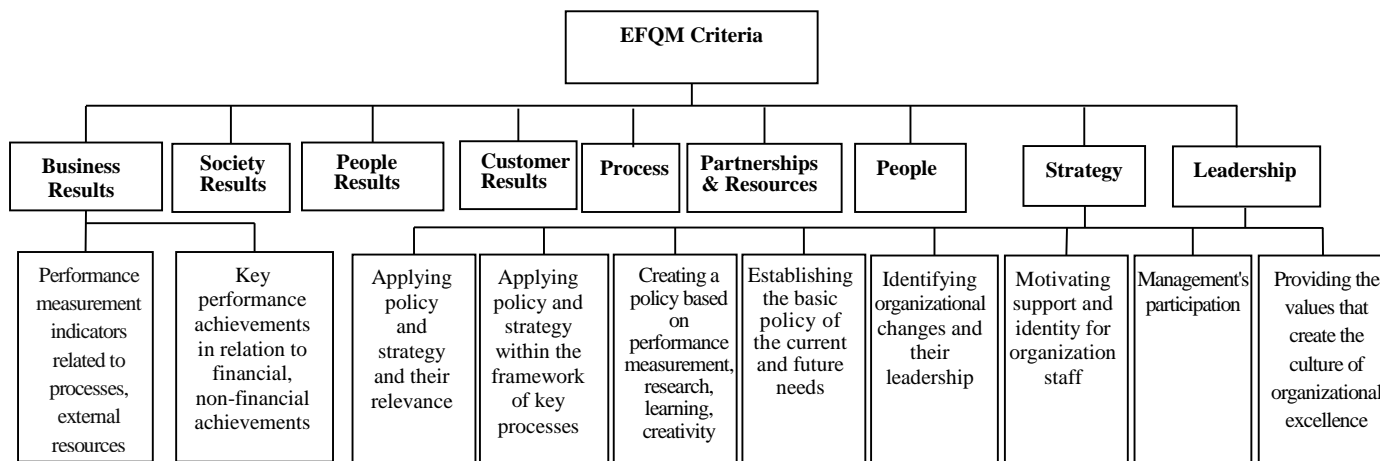 EFQM Criteria
Business
Results
Society
Results
People
Results
Customer
Results
Process
Partnerships
& Resources
People
Strategy
Leadership
Performance
measurement
indicators
related to
processes,
external
resources
Key
performance
achievements
in relation to
financial,
non-financial
achievements
Applying
policy
and
strategy
and their
relevance
Applying
policy and
strategy
within the
framework
of key
processes
Creating a
policy based
on
performance
measurement,
research,
learning,
creativity
Establishing
the basic
policy of
the current
and future
needs
Identifying
organizational
changes and
their
leadership
Motivating
support and
identity for
organization
staff
Management's
participation
Providing the
values that
create the
culture of
organizational
excellence